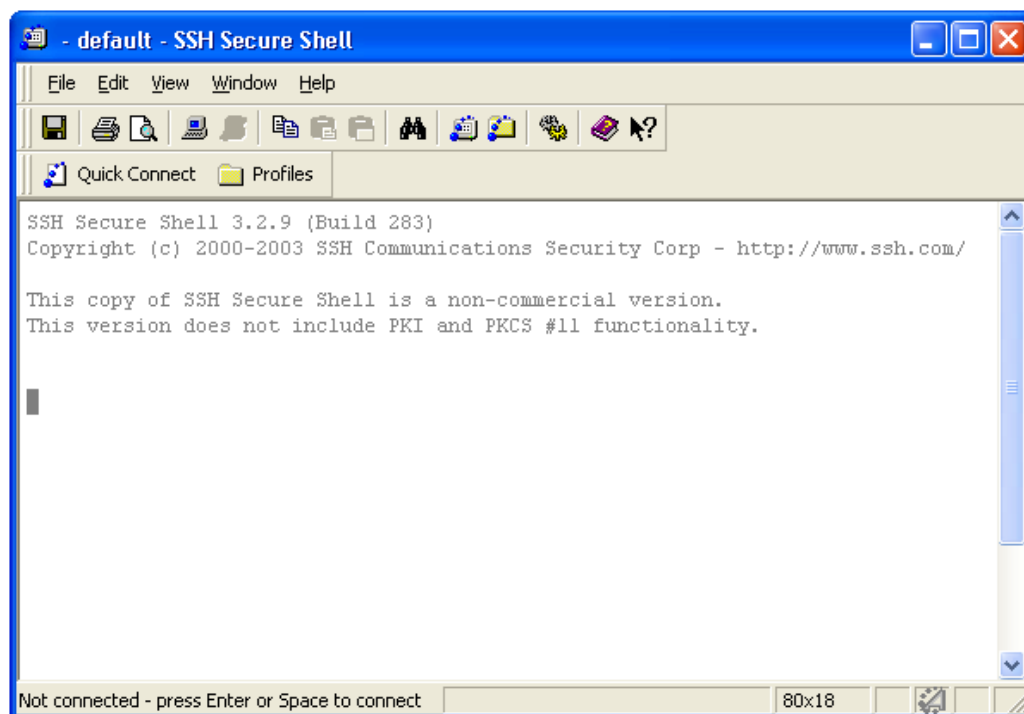 - default - SSH Secure Shell
File Edit View Window Help
Quick Connect Profiles
SSH Secure Shell 3.2.9 (Build 283)
Copyright (c) 2000-2003 SSH Communications Security Corp - http://www.ssh.com/
This copy of SSH Secure Shell is a non-commercial version.
This version does not include PKI and PKCS #11 functionality.
Not connected - press Enter or Space to connect 80x18